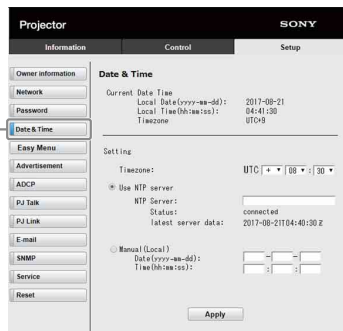 Projector
SONY
Information
Control
Setup
Owner information
Network
Password
Date & Time
Easy Menu
Advertisement
ADCP
PJ Talk
PJ Link
E-mail
SNMP
Service
Reset
Date & Time
Current Date Time
Local Date(yyyy-mm-dd): 2017-08-21
Local Time(hh:mm:ss): 04:41:30
Timezone UTC+9
Setting
Timezone: UTC + ▼ 08 ▼ : 30 ▼
Use NTP server
NTP Server:
Status: connected
latest server data: 2017-08-21T04:40:30 Z
Manual(Local)
Date(yyyy-mm-dd): - -
Time(hh:mm:ss): : :
Apply